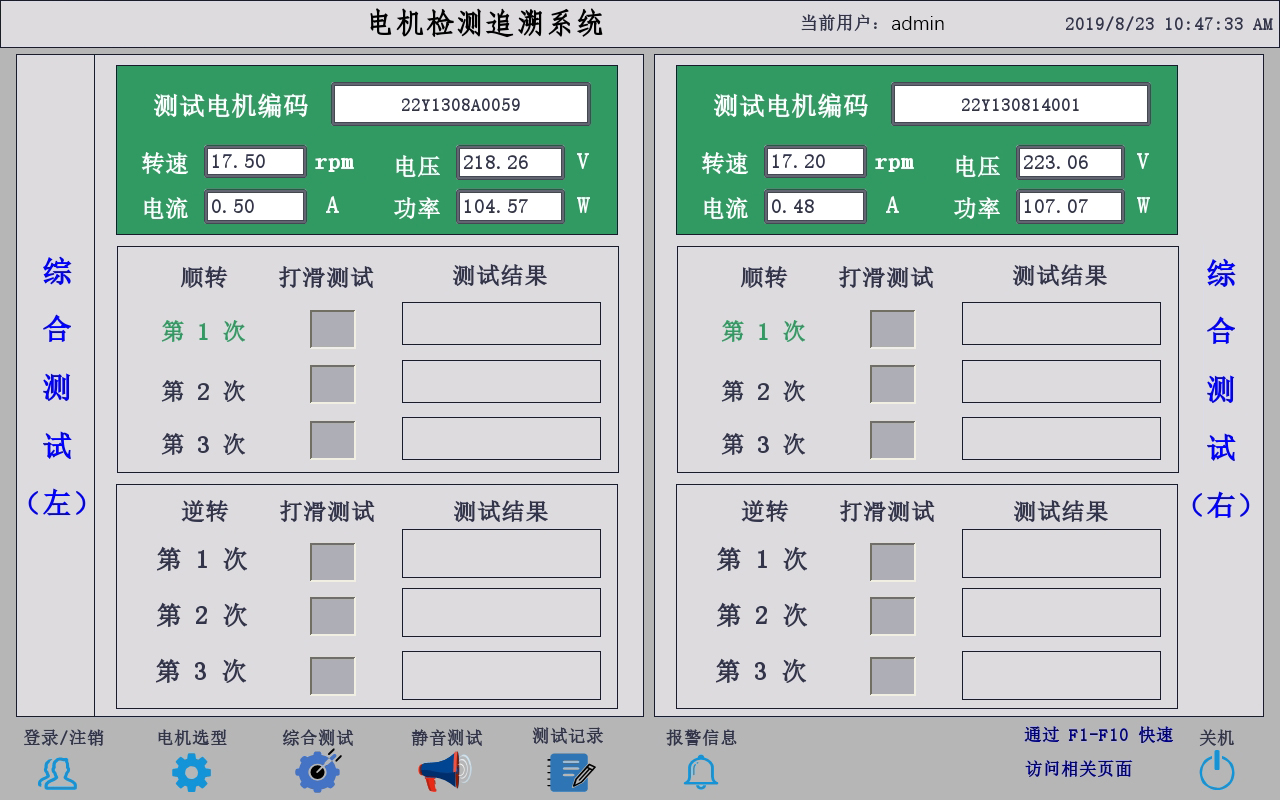 电机检测追溯系统 当前用户： admin 2019/8/23 10:47:33 AM
综合测试（左）
测试电机编码 22Y1308A0059
转速 17.50 rpm 电压 218.26 V
电流 0.50 A 功率 104.57 W
顺转 打滑测试 测试结果
第 1 次
第 2 次
第 3 次
逆转 打滑测试 测试结果
第 1 次
第 2 次
第 3 次
测试电机编码 22Y130814001
转速 17.20 rpm 电压 223.06 V
电流 0.48 A 功率 107.07 W
顺转 打滑测试 测试结果
第 1 次
第 2 次
第 3 次
逆转 打滑测试 测试结果
第 1 次
第 2 次
第 3 次
综合测试（右）
登录/注销 电机选型 综合测试 静音测试 测试记录 报警信息
通过 F1-F10 快速
访问相关页面
关机